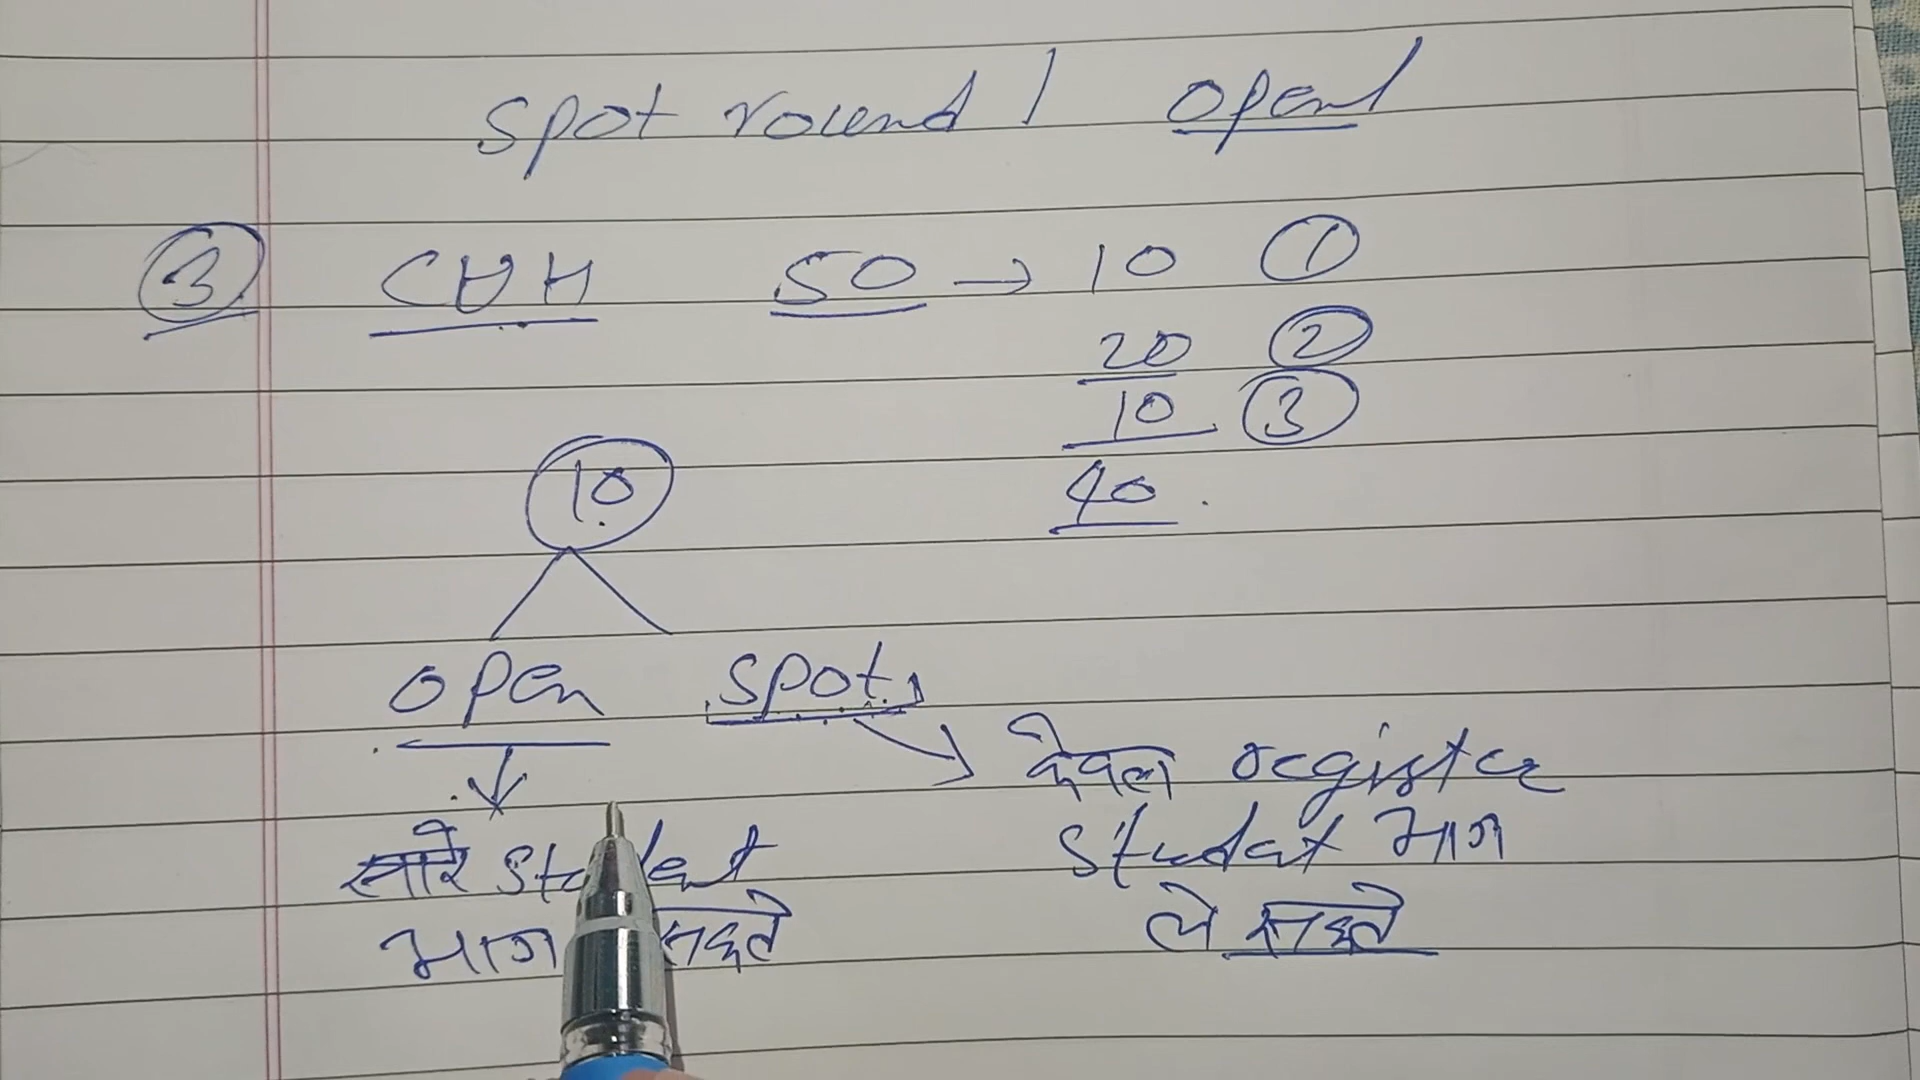 spot round / open
③ CUH 50 → 10 ①
20 ②
10 ③
40
10
open spot
केवल register
सारे student
student भाग
भाग सकते
ले सकते